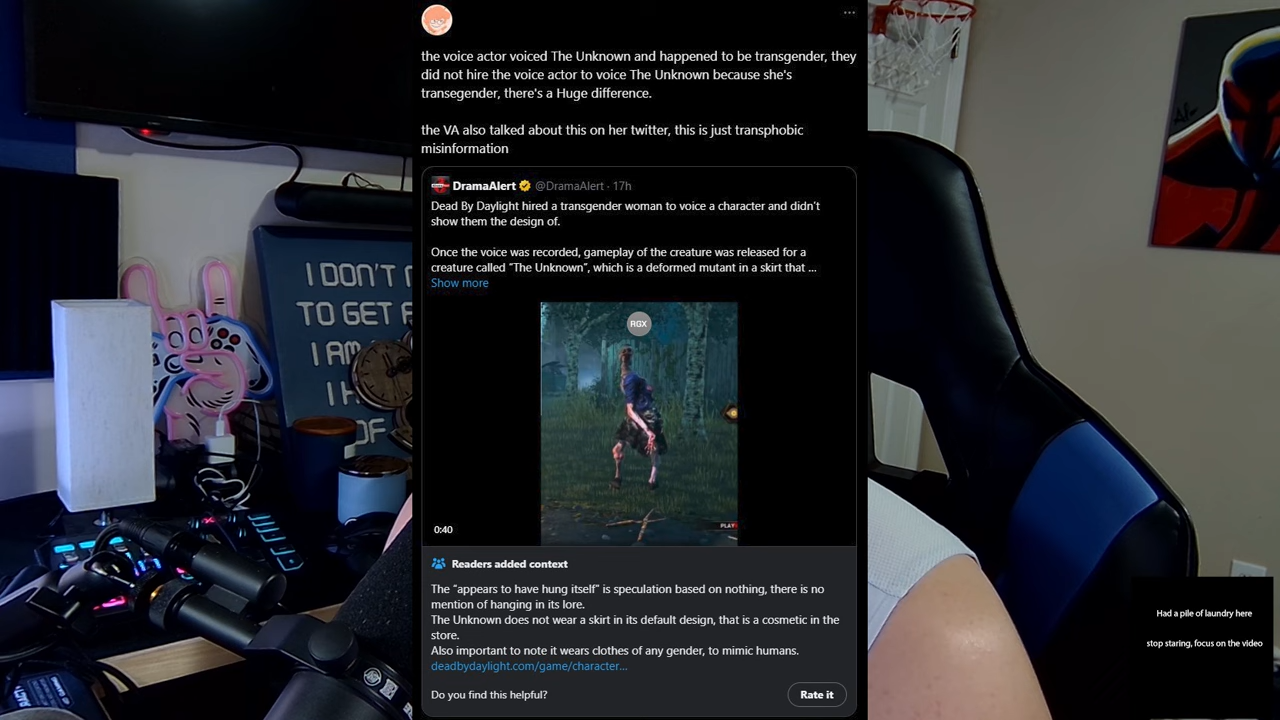 the voice actor voiced The Unknown and happened to be transgender, they
did not hire the voice actor to voice The Unknown because she's
transegender, there's a Huge difference.
the VA also talked about this on her twitter, this is just transphobic
misinformation
DramaAlert @DramaAlert · 17h
Dead By Daylight hired a transgender woman to voice a character and didn't
show them the design of.
Once the voice was recorded, gameplay of the creature was released for a
creature called "The Unknown", which is a deformed mutant in a skirt that ...
Show more
RGX
0:40
PLAY
Readers added context
The "appears to have hung itself" is speculation based on nothing, there is no
mention of hanging in its lore.
The Unknown does not wear a skirt in its default design, that is a cosmetic in the
store.
Also important to note it wears clothes of any gender, to mimic humans.
deadbydaylight.com/game/character...
Do you find this helpful?
Rate it
I DON'T
TO GET
I AM
I
OF
Had a pile of laundry here
stop staring, focus on the video